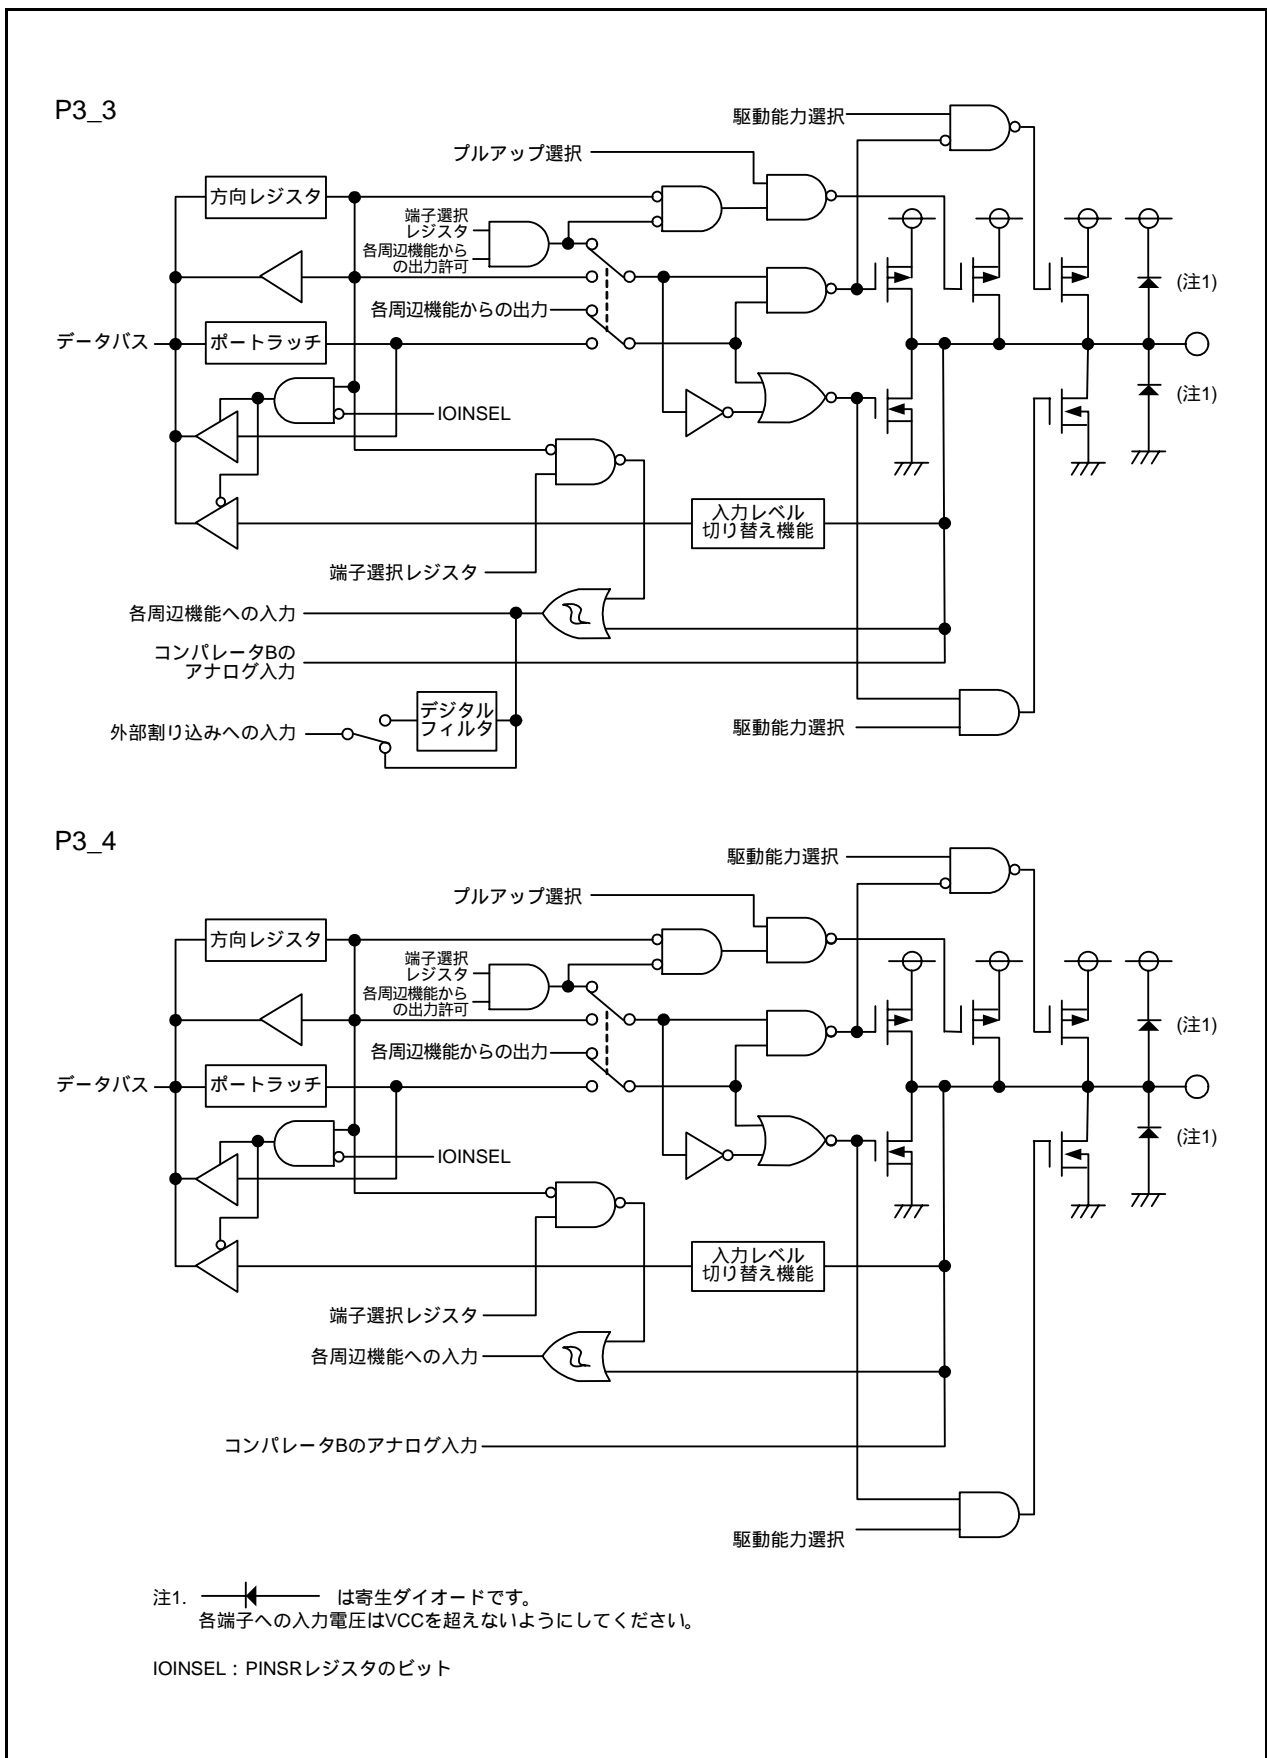 P3_3
駆動能力選択
プルアップ選択
方向レジスタ
端子選択
レジスタ
各周辺機能から
の出力許可
(注1)
各周辺機能からの出力
データバス
ポートラッチ
(注1)
IOINSEL
入力レベル
切り替え機能
端子選択レジスタ
各周辺機能への入力
コンパレータBの
アナログ入力
デジタル
フィルタ
外部割り込みへの入力
駆動能力選択
P3_4
駆動能力選択
プルアップ選択
方向レジスタ
端子選択
レジスタ
各周辺機能から
の出力許可
(注1)
各周辺機能からの出力
データバス
ポートラッチ
(注1)
IOINSEL
入力レベル
切り替え機能
端子選択レジスタ
各周辺機能への入力
コンパレータBのアナログ入力
駆動能力選択
注1. は寄生ダイオードです。
各端子への入力電圧はVCCを超えないようにしてください。
IOINSEL：PINSRレジスタのビット